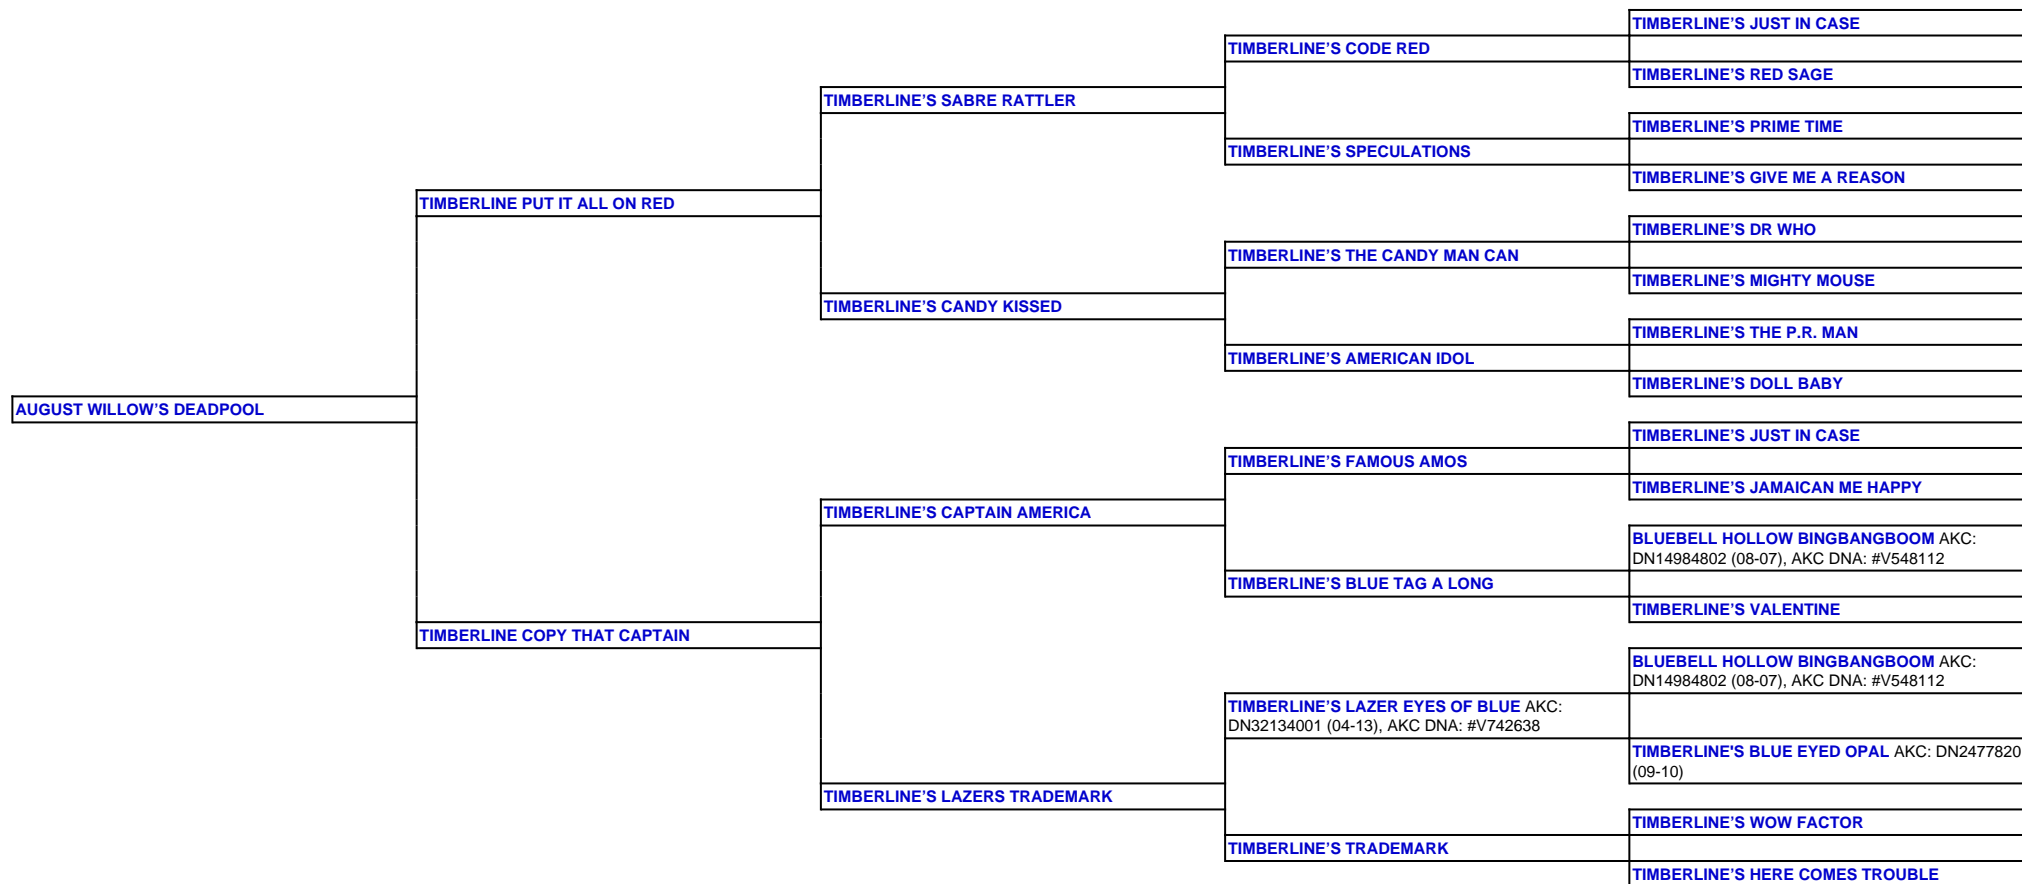 TIMBERLINE’S JUST IN CASE
TIMBERLINE’S CODE RED
TIMBERLINE’S RED SAGE
TIMBERLINE’S SABRE RATTLER
TIMBERLINE’S PRIME TIME
TIMBERLINE’S SPECULATIONS
TIMBERLINE’S GIVE ME A REASON
TIMBERLINE PUT IT ALL ON RED
TIMBERLINE’S DR WHO
TIMBERLINE’S THE CANDY MAN CAN
TIMBERLINE’S MIGHTY MOUSE
TIMBERLINE’S CANDY KISSED
TIMBERLINE’S THE P.R. MAN
TIMBERLINE’S AMERICAN IDOL
TIMBERLINE’S DOLL BABY
AUGUST WILLOW’S DEADPOOL
TIMBERLINE’S JUST IN CASE
TIMBERLINE’S FAMOUS AMOS
TIMBERLINE’S JAMAICAN ME HAPPY
TIMBERLINE’S CAPTAIN AMERICA
BLUEBELL HOLLOW BINGBANGBOOM AKC:
DN14984802 (08-07), AKC DNA: #V548112
TIMBERLINE’S BLUE TAG A LONG
TIMBERLINE’S VALENTINE
TIMBERLINE COPY THAT CAPTAIN
BLUEBELL HOLLOW BINGBANGBOOM AKC:
DN14984802 (08-07), AKC DNA: #V548112
TIMBERLINE’S LAZER EYES OF BLUE AKC:
DN32134001 (04-13), AKC DNA: #V742638
TIMBERLINE'S BLUE EYED OPAL AKC: DN2477820
(09-10)
TIMBERLINE’S LAZERS TRADEMARK
TIMBERLINE’S WOW FACTOR
TIMBERLINE’S TRADEMARK
TIMBERLINE’S HERE COMES TROUBLE